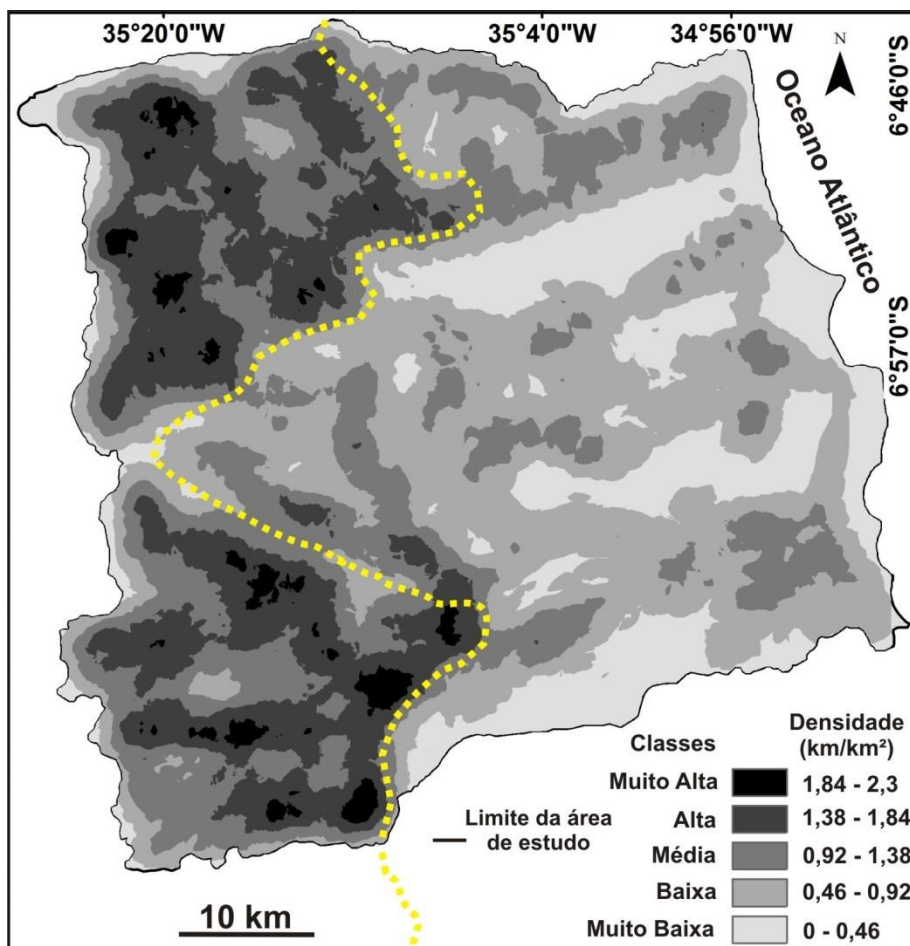 35°20'0"W
35°4'0"W
34°56'0"W
N
6°46'0"S
Oceano Atlântico
6°57'0"S
Classes
Densidade
(km/km²)
Muito Alta 1,84 - 2,3
Alta 1,38 - 1,84
Média 0,92 - 1,38
Baixa 0,46 - 0,92
Muito Baixa 0 - 0,46
Limite da área
de estudo
10 km